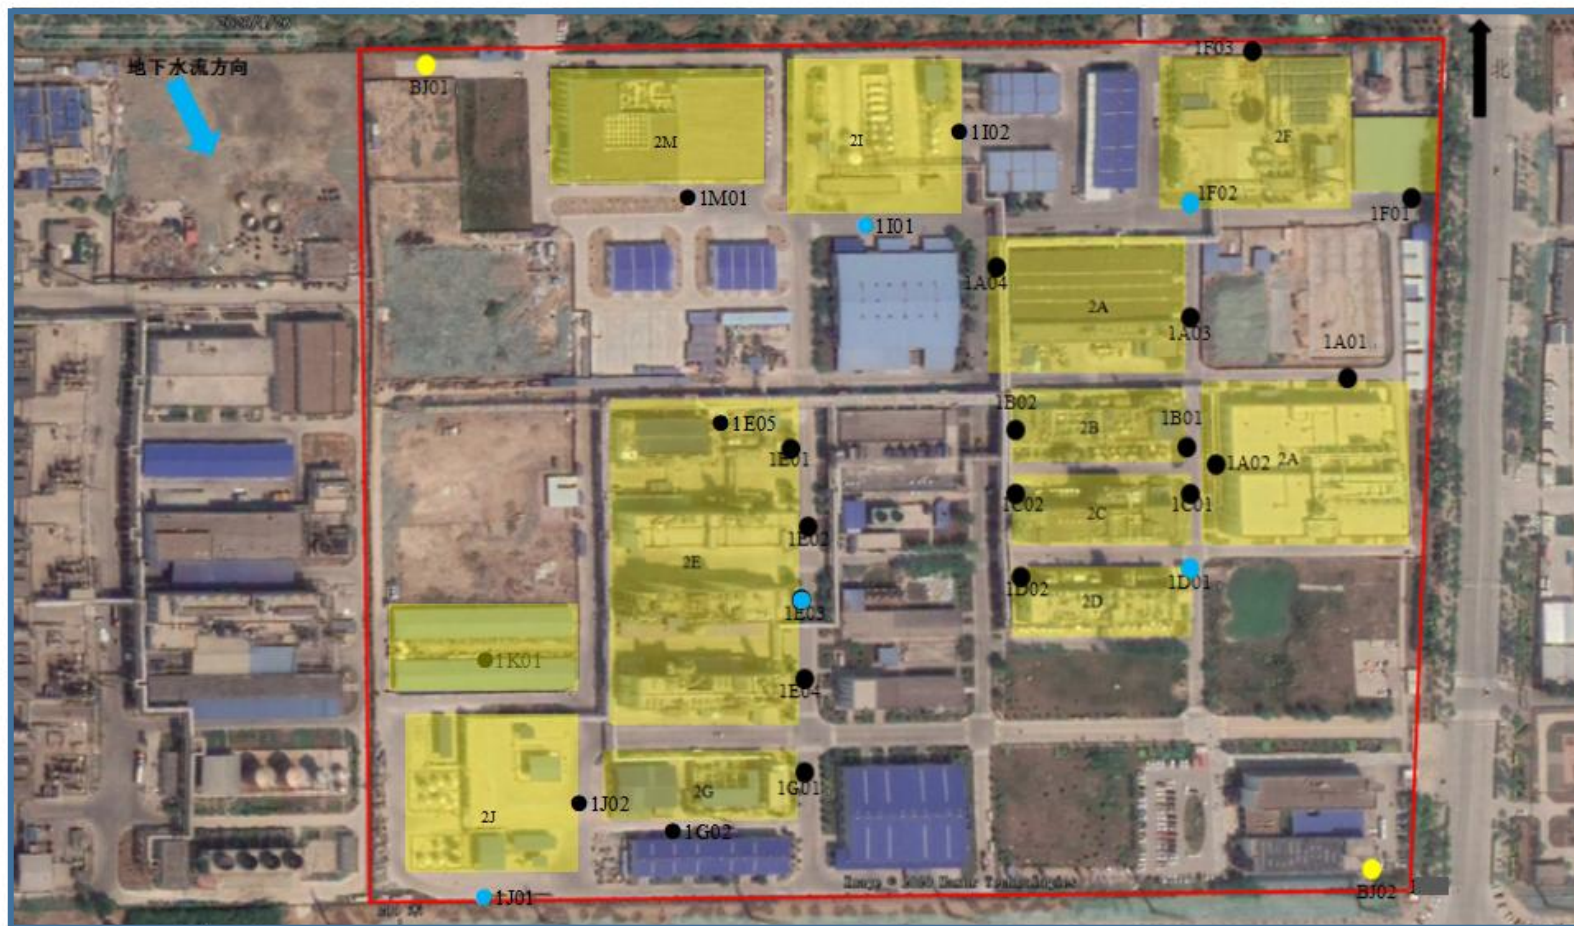 1F03
地下水流方向
北
BJ01
2M
2I
1I02
2F
1M01
1F02
1F01
1I01
1A04
2A
1A03
1A01
1B02
1E05
1B01
2B
1E01
1A02
2A
1C02
1C01
2C
1E02
2E
1D02
1D01
2D
1E03
1K01
1E04
1G01
2G
1J02
2J
1G02
BJ02
1J01